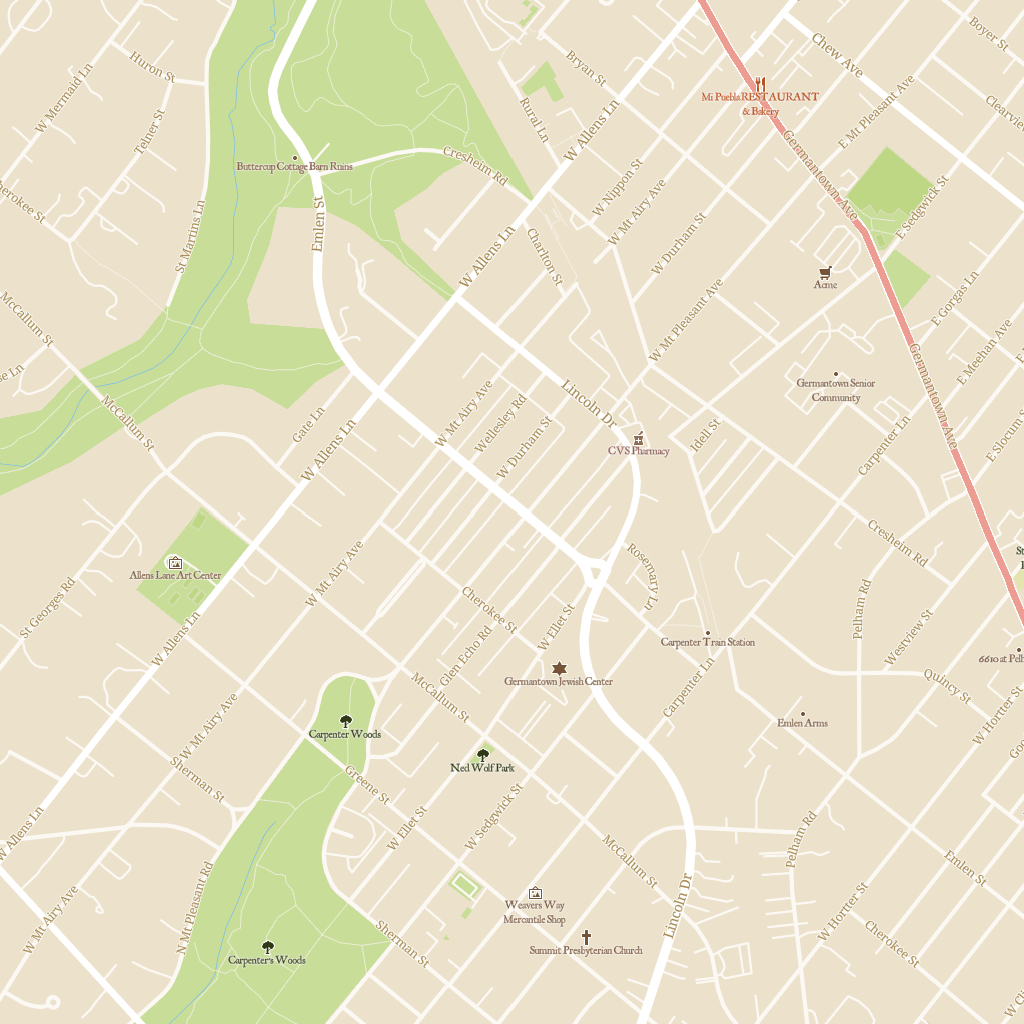 Boyer St
Chew Ave
Bryan St
Huron St
W Mermaid Ln
Mi Puebla RESTAURANT
& Bakery
E Mt Pleasant Ave
Rural Ln
W Allens Ln
Telner St
Germantown Ave
Buttercup Cottage Barn Ruins
Cresheim Rd
W Nippon St
E Sedgwick St
W Mt Airy Ave
Emlen St
St Martins Ln
W Durham St
W Allens Ln
Charlton St
Acme
E Gorgas Ln
McCallum St
W Mt Pleasant Ave
E Meehan Ave
Germantown Ave
Germantown Senior
Community
Lincoln Dr
W Mt Airy Ave
Wellesley Rd
Gate Ln
McCallum St
W Allens Ln
W Durham St
Idell St
CVS Pharmacy
Carpenter Ln
E Slocum S
Cresheim Rd
Allens Lane Art Center
W Mt Airy Ave
Rosemary Ln
St Georges Rd
Cherokee St
Pelham Rd
W Allens Ln
W Ellet St
Glen Echo Rd
Carpenter Train Station
Westview St
6610 at Pelh
Germantown Jewish Center
Carpenter Ln
Quincy St
McCallum St
W Mt Airy Ave
Carpenter Woods
Emlen Arms
W Hortter St
Ned Wolf Park
Sherman St
Greene St
W Ellet St
W Sedgwick St
W Allens Ln
Pelham Rd
McCallum St
Emlen St
N Mt Pleasant Rd
Weavers Way
Mercantile Shop
Lincoln Dr
W Hortter St
W Mt Airy Ave
Carpenter's Woods
Sherman St
Summit Presbyterian Church
Cherokee St